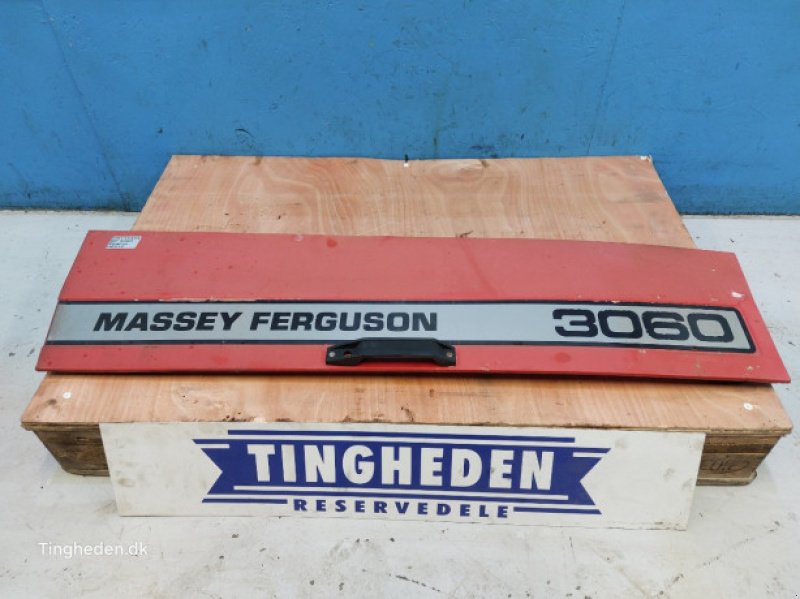 MASSEY FERGUSON 3060
TINGHEDEN
RESERVEDELE
Tingheden.dk